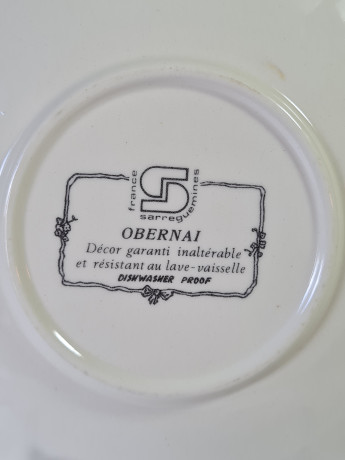 france
sarreguemines
OBERNAI
Décor garanti inaltérable
et résistant au lave-vaisselle
DISHWASHER PROOF